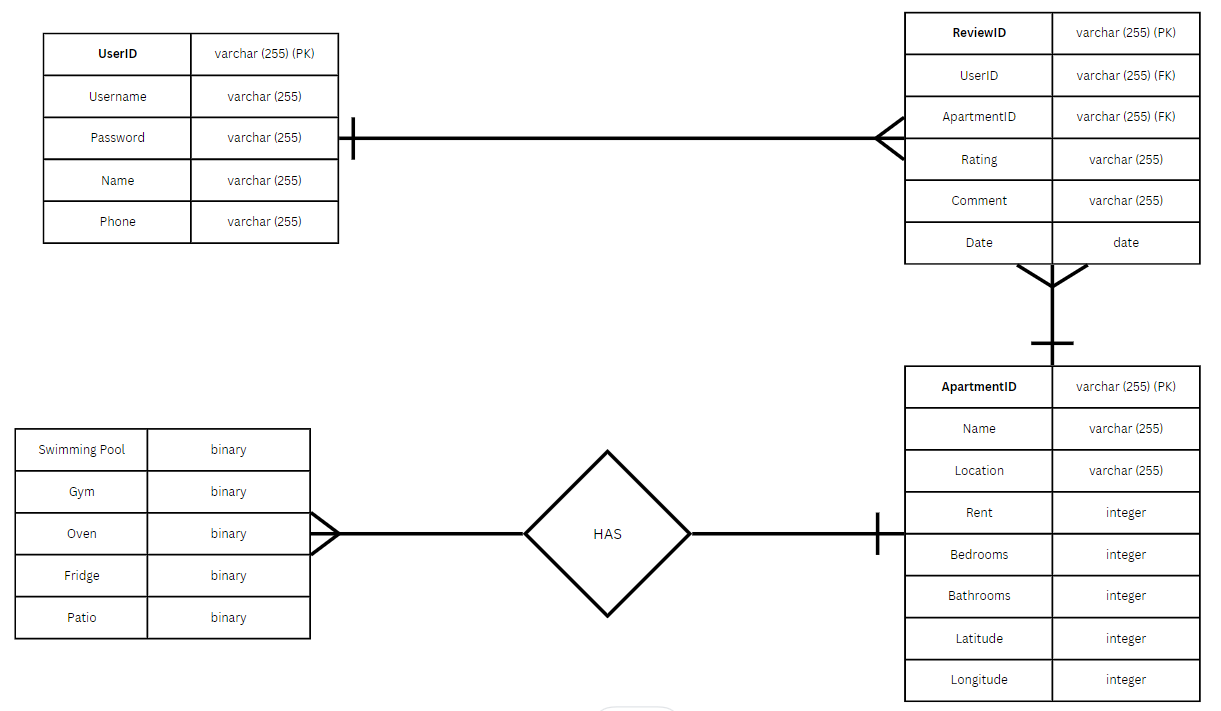 UserID varchar (255) (PK)
Username varchar (255)
Password varchar (255)
Name varchar (255)
Phone varchar (255)
ReviewID varchar (255) (PK)
UserID varchar (255) (FK)
ApartmentID varchar (255) (FK)
Rating varchar (255)
Comment varchar (255)
Date date
Swimming Pool binary
Gym binary
Oven binary
Fridge binary
Patio binary
HAS
ApartmentID varchar (255) (PK)
Name varchar (255)
Location varchar (255)
Rent integer
Bedrooms integer
Bathrooms integer
Latitude integer
Longitude integer